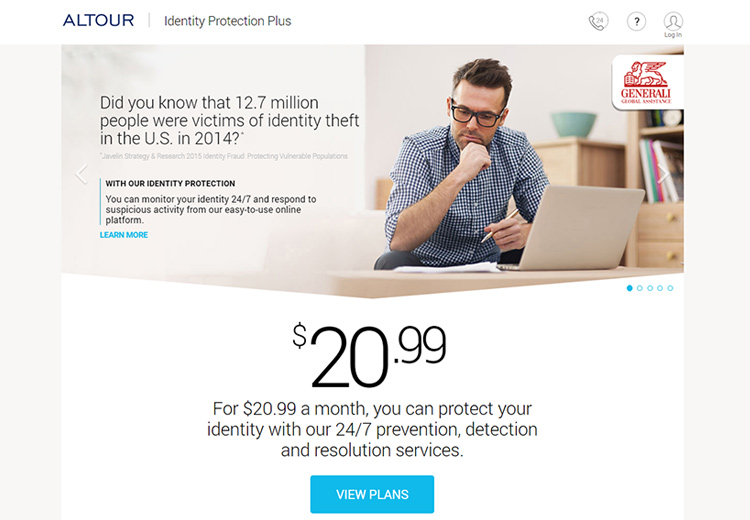 ALTOUR
Identity Protection Plus
24
?
Log In
Did you know that 12.7 million
people were victims of identity theft
in the U.S. in 2014?*
*Javelin Strategy & Research 2015 Identity Fraud: Protecting Vulnerable Populations
WITH OUR IDENTITY PROTECTION
You can monitor your identity 24/7 and respond to
suspicious activity from our easy-to-use online
platform.
LEARN MORE
GENERALI
GLOBAL ASSISTANCE
$20.99
For $20.99 a month, you can protect your
identity with our 24/7 prevention, detection
and resolution services.
VIEW PLANS